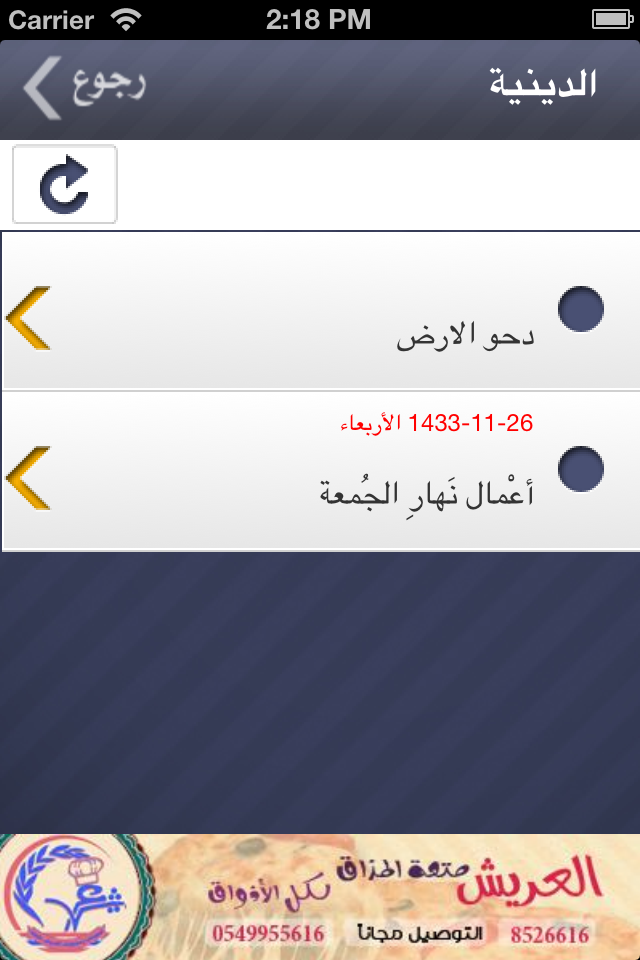 Carrier 2:18 PM
رجوع
الدينية
دحو الارض
26-11-1433 الأربعاء
أعْمال نَهارِ الجُمعة
العريش متعة المذاق لكل الأذواق
8526616 التوصيل مجاناً 0549955616